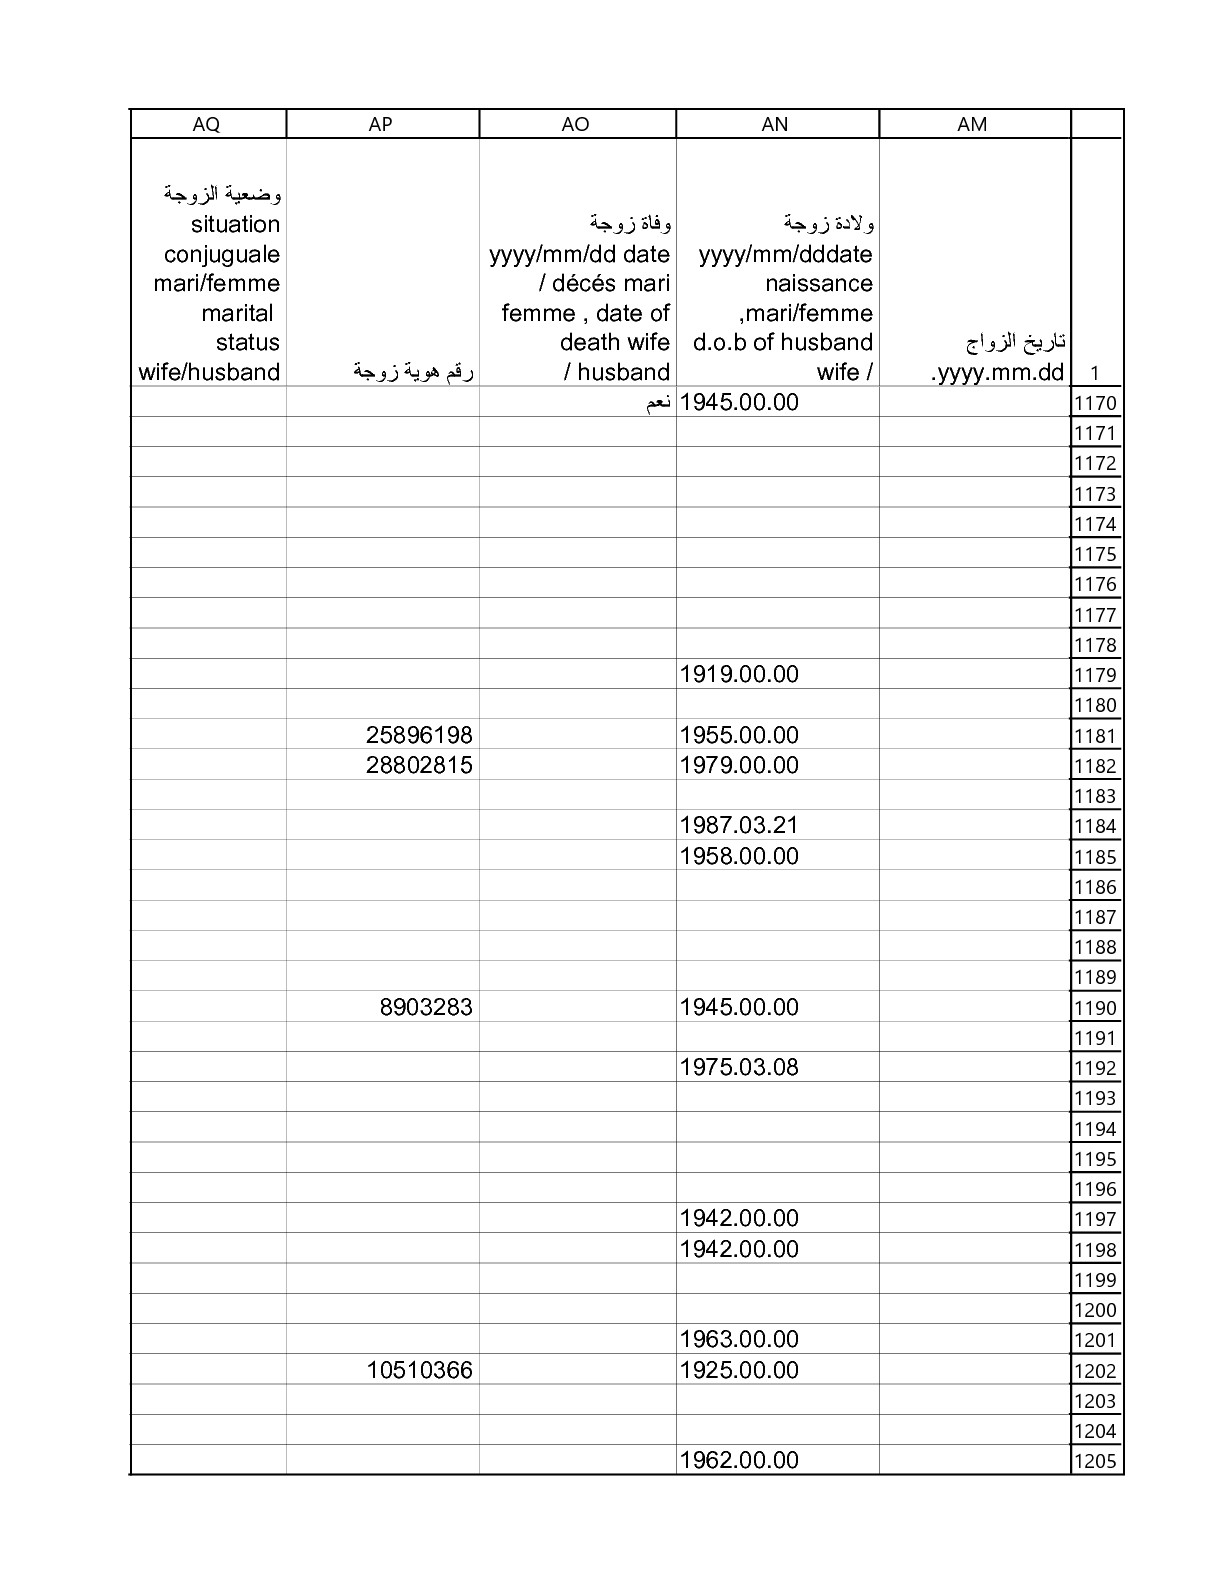 AQ AP AO AN AM
وضعية الزوجة
situation
conjuguale
mari/femme
marital
status
wife/husband
رقم هوية زوجة
وفاة زوجة
yyyy/mm/dd date
/ décés mari
femme , date of
death wife
/ husband
ولادة زوجة
yyyy/mm/dddate
naissance
,mari/femme
d.o.b of husband
wife /
تاريخ الزواج
.yyyy.mm.dd
1
نعم 1945.00.00 1170
1171
1172
1173
1174
1175
1176
1177
1178
1919.00.00 1179
1180
25896198 1955.00.00 1181
28802815 1979.00.00 1182
1183
1987.03.21 1184
1958.00.00 1185
1186
1187
1188
1189
8903283 1945.00.00 1190
1191
1975.03.08 1192
1193
1194
1195
1196
1942.00.00 1197
1942.00.00 1198
1199
1200
1963.00.00 1201
10510366 1925.00.00 1202
1203
1204
1962.00.00 1205